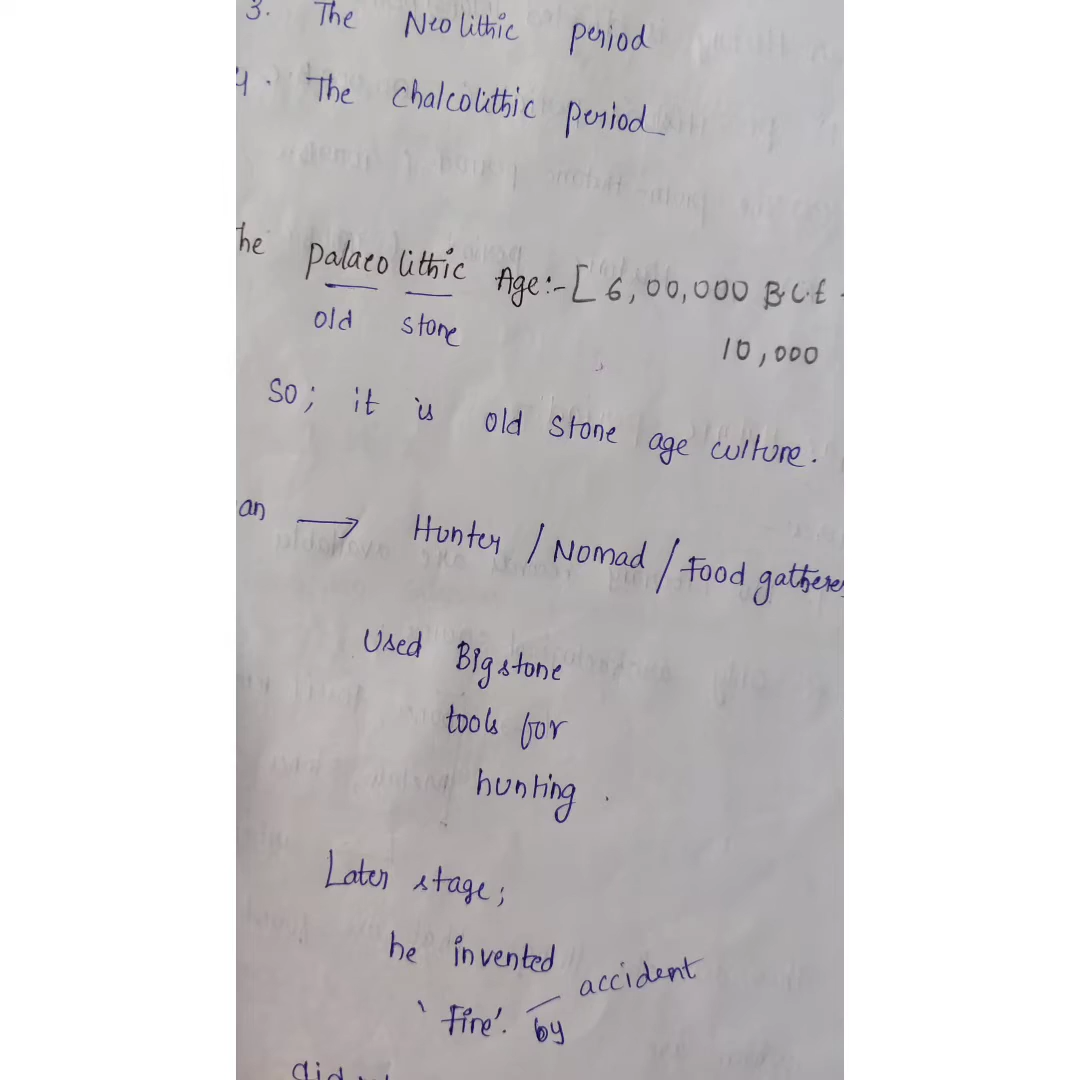 3. The Neolithic period
4. The chalcolithic period
he palaeolithic Age:- [6,00,000 B.C.E -
old stone 10,000
So; it is old stone age culture.
an → Hunter / Nomad / Food gatherer
Used Big stone
tools for
hunting.
Later stage;
he invented
'fire'. by accident